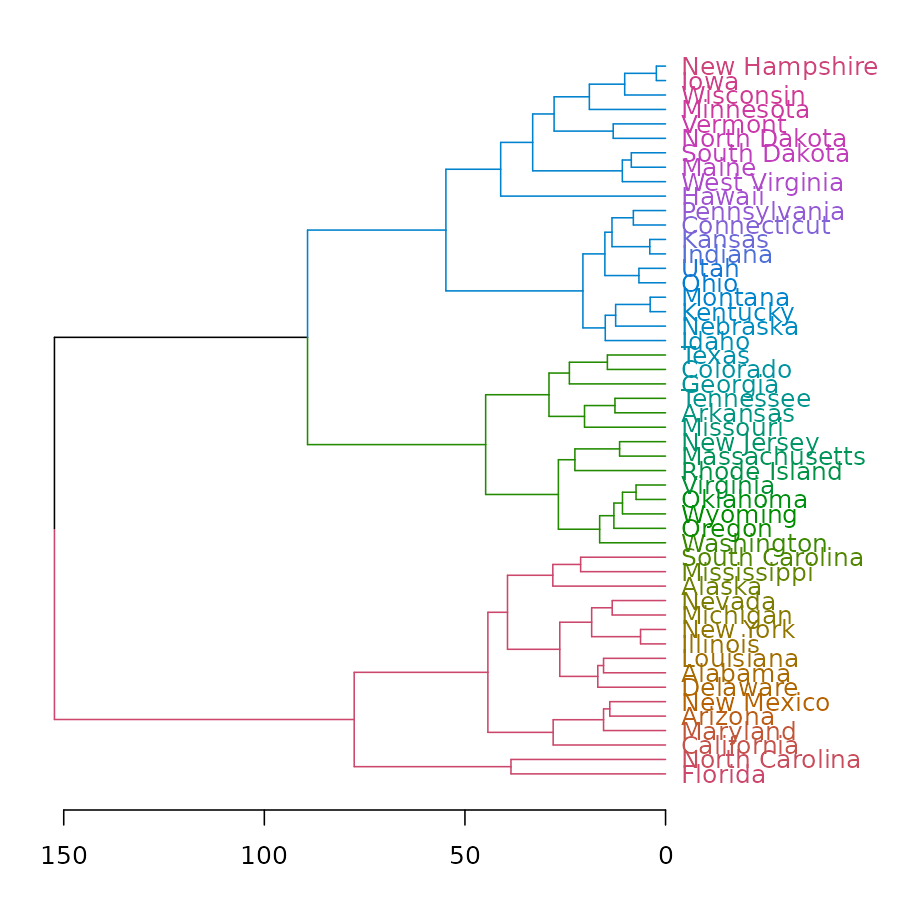 New Hampshire
Iowa
Wisconsin
Minnesota
Vermont
North Dakota
South Dakota
Maine
West Virginia
Hawaii
Pennsylvania
Connecticut
Kansas
Indiana
Utah
Ohio
Montana
Kentucky
Nebraska
Idaho
Texas
Colorado
Georgia
Tennessee
Arkansas
Missouri
New Jersey
Massachusetts
Rhode Island
Virginia
Oklahoma
Wyoming
Oregon
Washington
South Carolina
Mississippi
Alaska
Nevada
Michigan
New York
Illinois
Louisiana
Alabama
Delaware
New Mexico
Arizona
Maryland
California
North Carolina
Florida
150 100 50 0